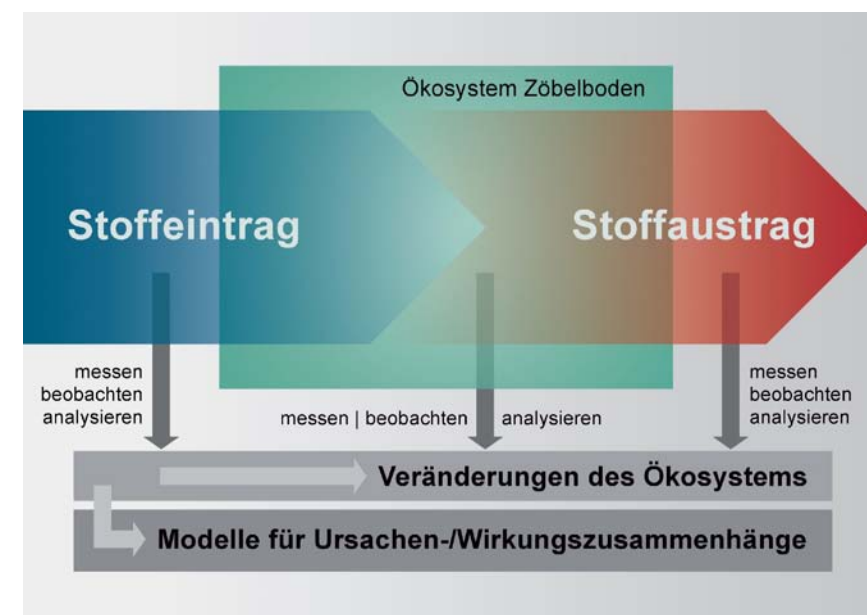 Ökosystem Zöbelboden
Stoffeintrag
Stoffaustrag
messen
beobachten
analysieren
messen | beobachten
analysieren
messen
beobachten
analysieren
Veränderungen des Ökosystems
Modelle für Ursachen-/Wirkungszusammenhänge